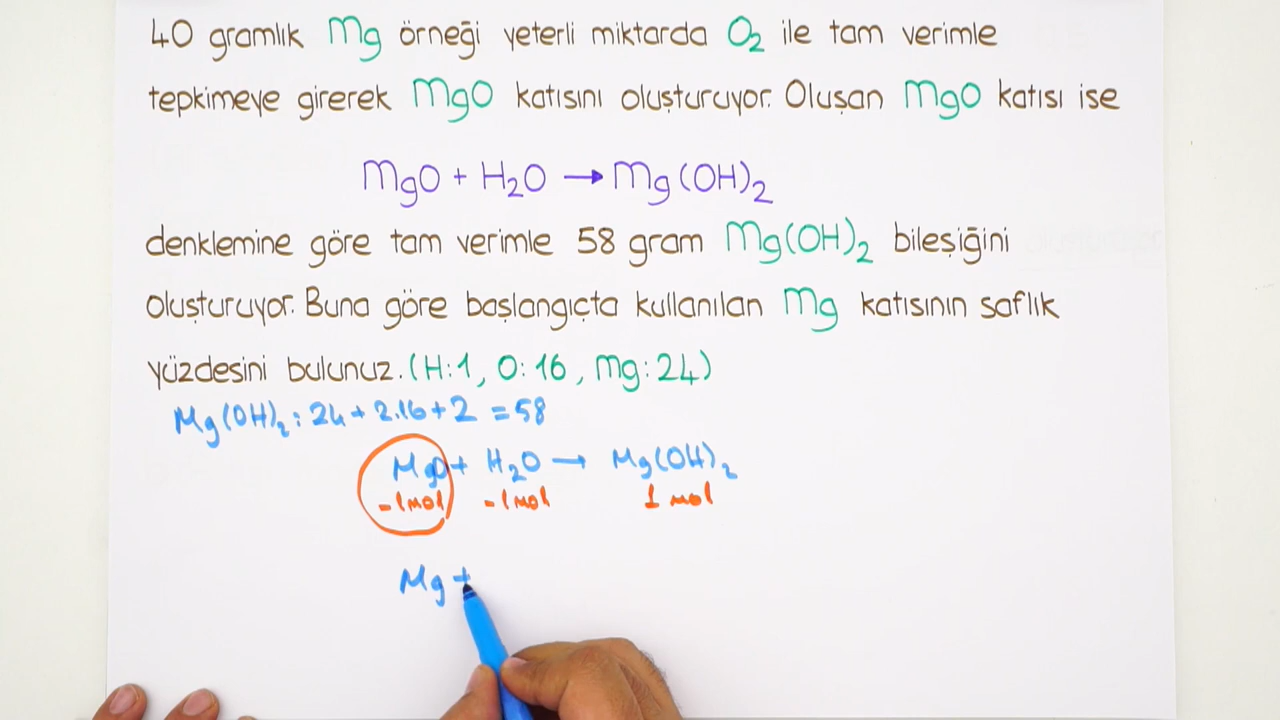 40 gramlık Mg örneği yeterli miktarda O₂ ile tam verimle
tepkimeye girerek MgO katısını oluşturuyor. Oluşan MgO katısı ise
MgO + H₂O → Mg(OH)₂
denklemine göre tam verimle 58 gram Mg(OH)₂ bileşiğini
oluşturuyor. Buna göre başlangıçta kullanılan Mg katısının saflık
yüzdesini bulunuz. (H:1, O:16, Mg:24)
Mg(OH)₂: 24 + 2.16 + 2 = 58
MgO + H₂O → Mg(OH)₂
-1mol -1mol 1 mol
Mg +